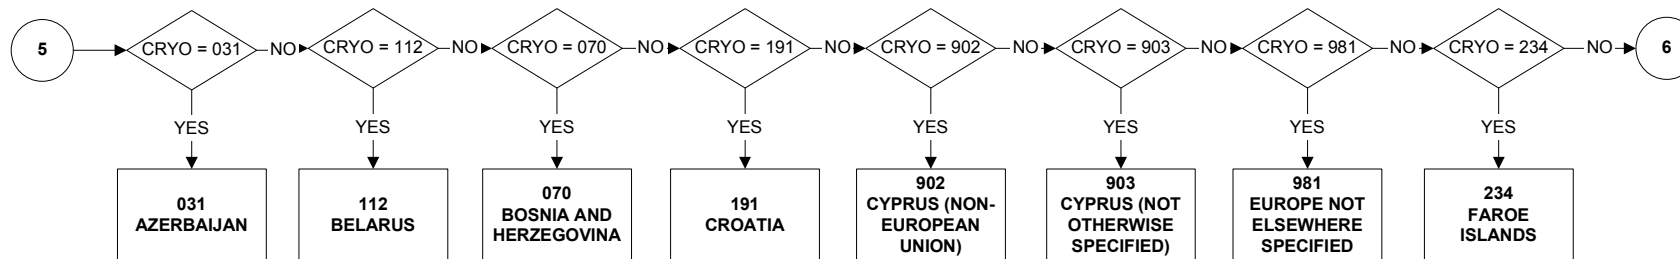 5
CRYO = 031
NO
CRYO = 112
NO
CRYO = 070
NO
CRYO = 191
NO
CRYO = 902
NO
CRYO = 903
NO
CRYO = 981
NO
CRYO = 234
NO
6
YES
YES
YES
YES
YES
YES
YES
YES
031
AZERBAIJAN
112
BELARUS
070
BOSNIA AND
HERZEGOVINA
191
CROATIA
902
CYPRUS (NON-
EUROPEAN
UNION)
903
CYPRUS (NOT
OTHERWISE
SPECIFIED)
981
EUROPE NOT
ELSEWHERE
SPECIFIED
234
FAROE
ISLANDS